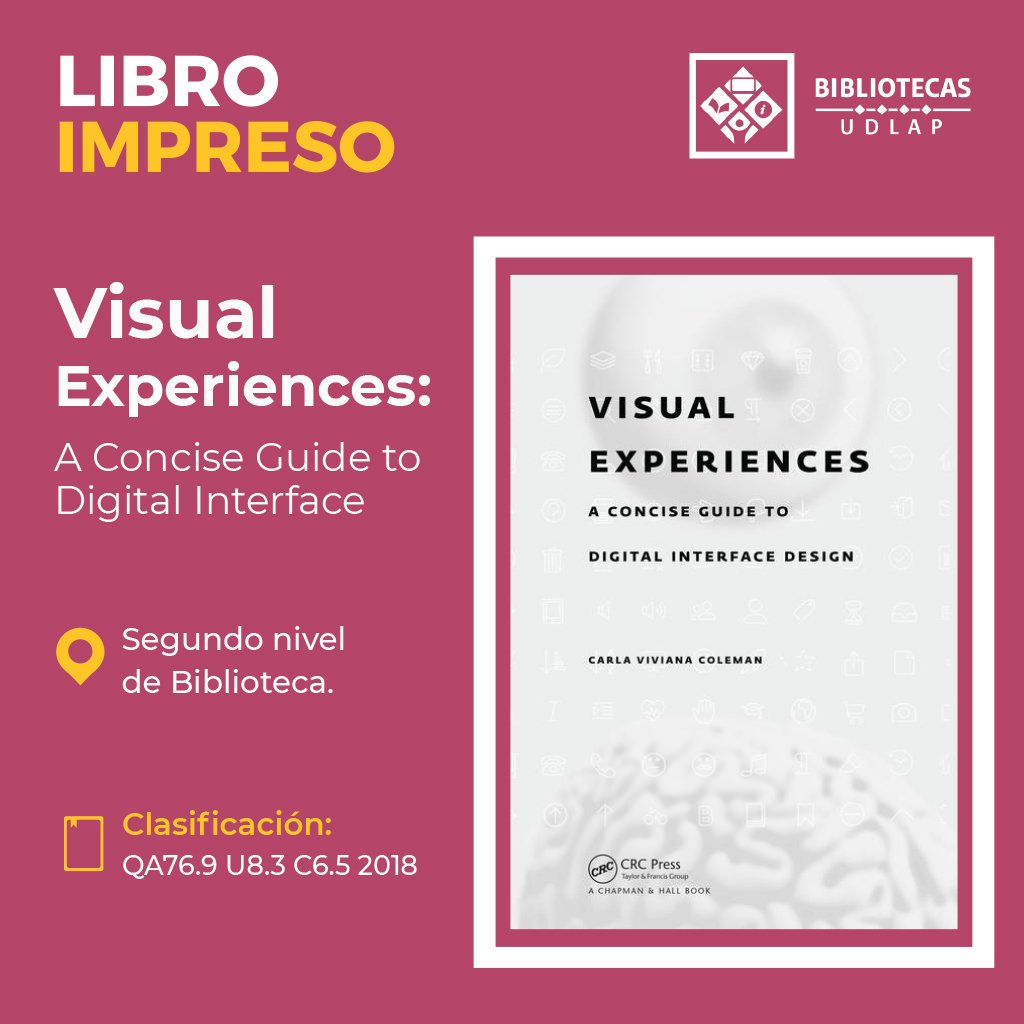 LIBRO
IMPRESO
BIBLIOTECAS
UDLAP
Visual
Experiences:
A Concise Guide to
Digital Interface
Segundo nivel
de Biblioteca.
Clasificación:
QA76.9 U8.3 C6.5 2018
VISUAL
EXPERIENCES
A CONCISE GUIDE TO
DIGITAL INTERFACE DESIGN
CARLA VIVIANA COLEMAN
CRC
CRC Press
Taylor & Francis Group
A CHAPMAN & HALL BOOK